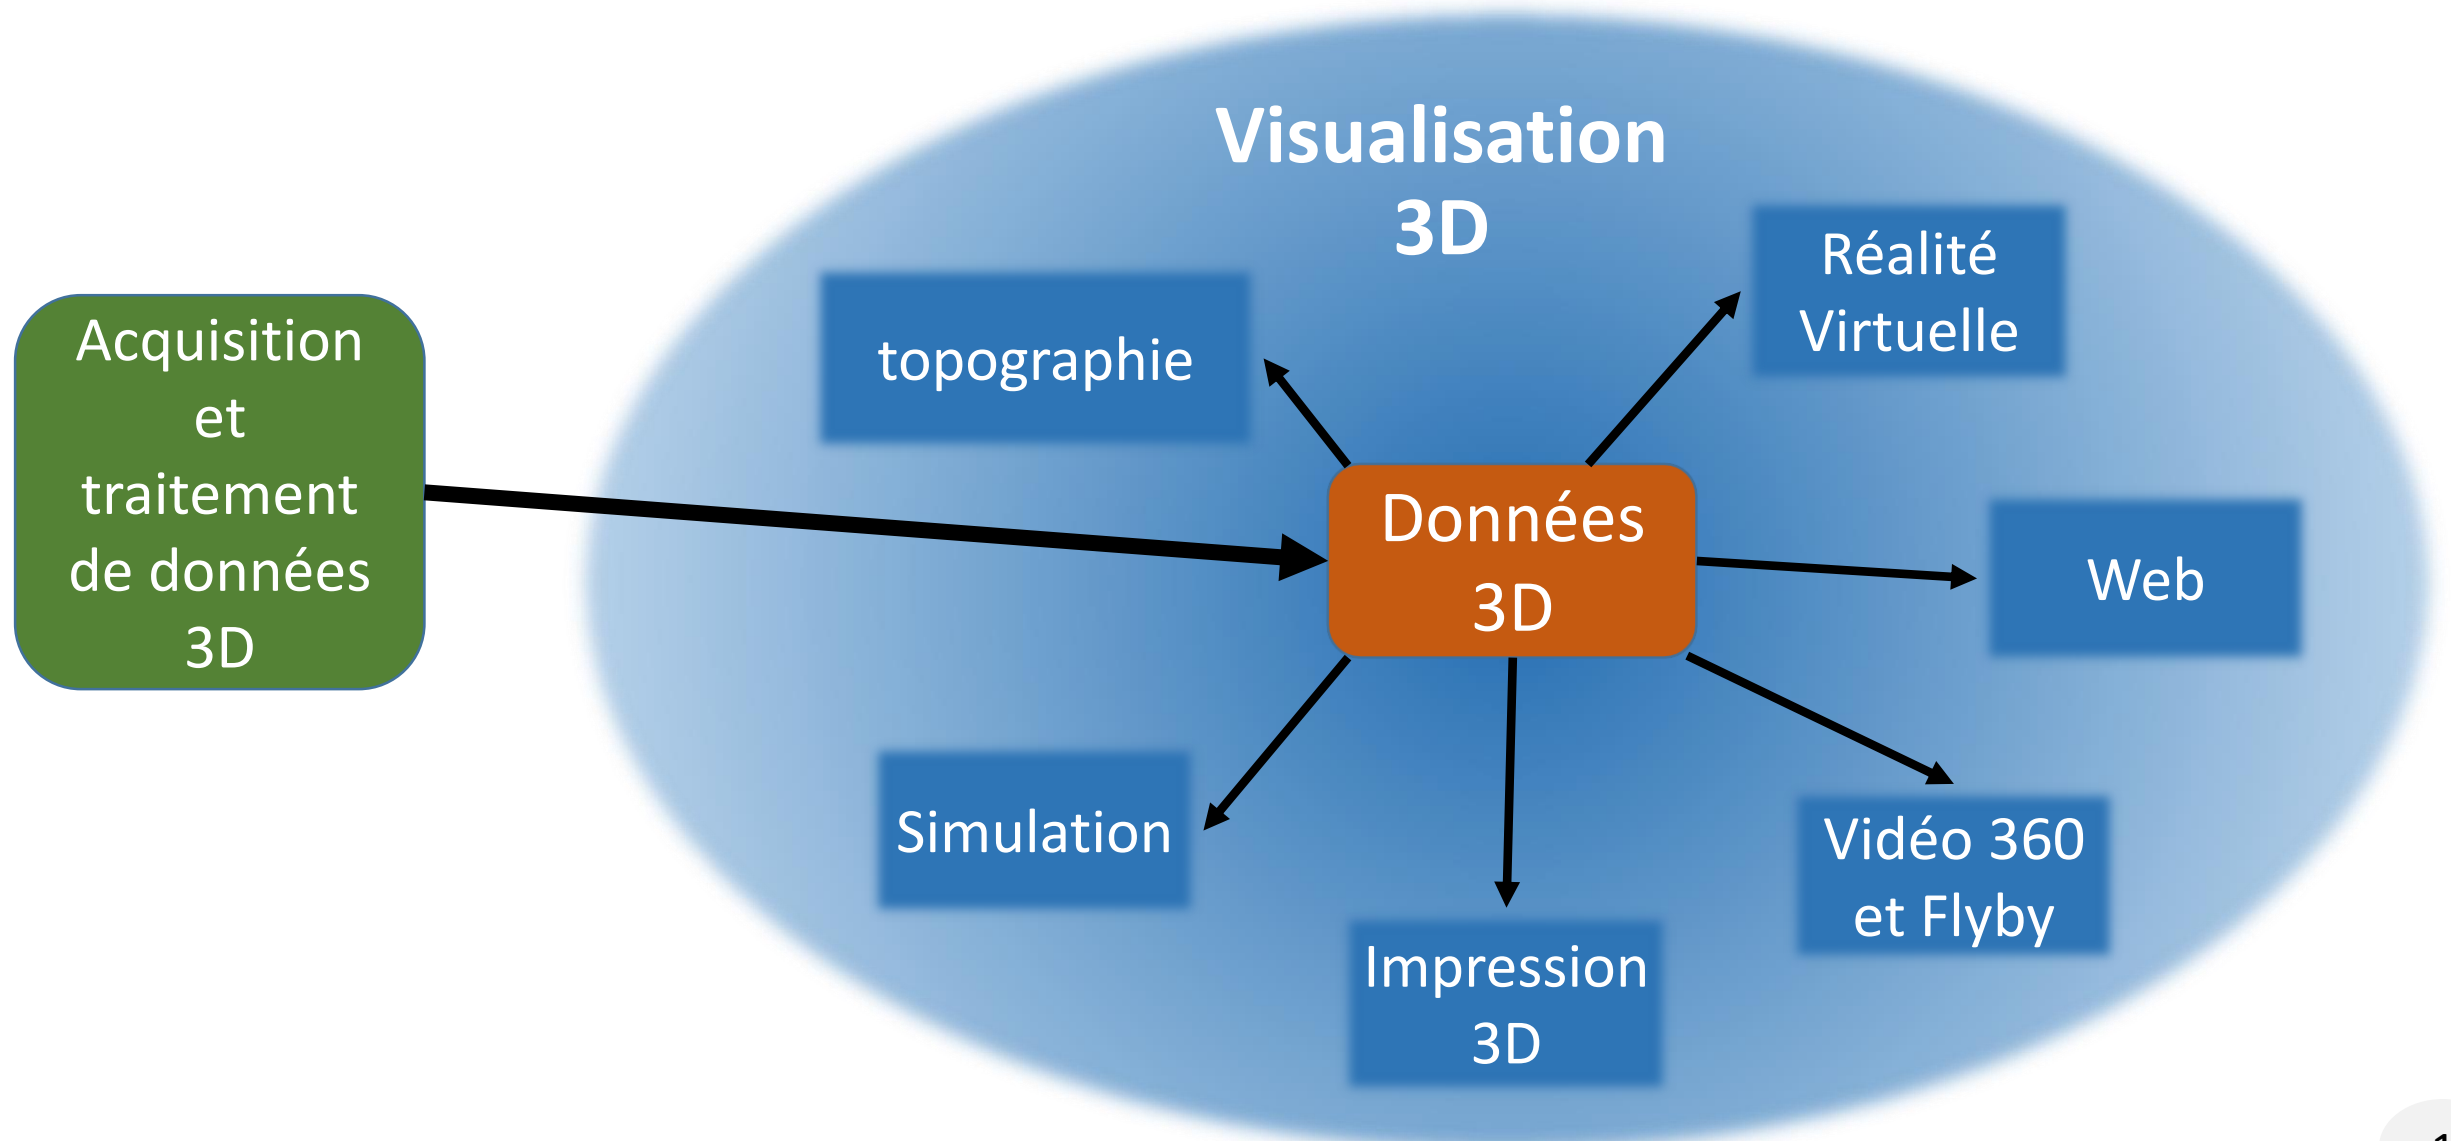 Visualisation
3D
Réalité
Virtuelle
topographie
Acquisition
et
traitement
de données
3D
Données
3D
Web
Simulation
Vidéo 360
et Flyby
Impression
3D